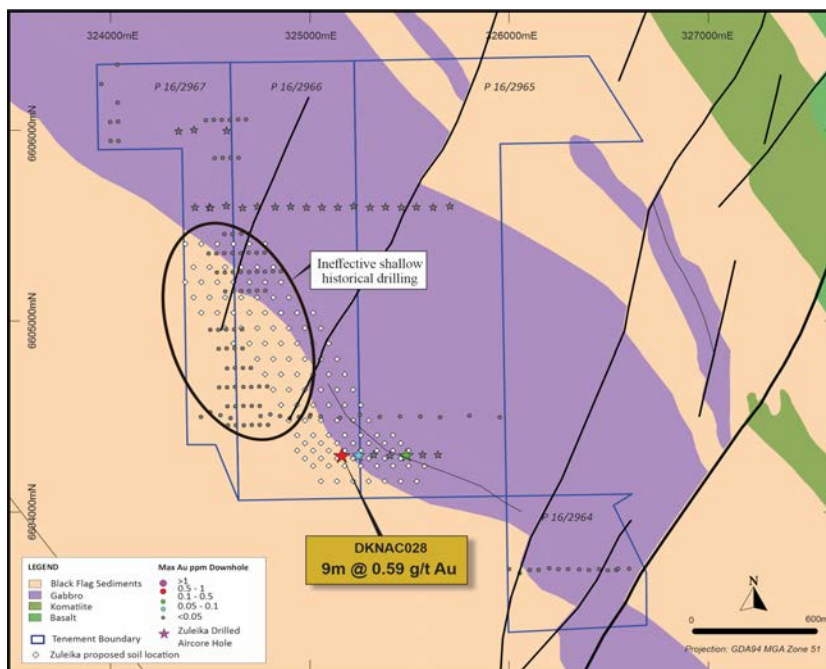 324000mE
325000mE
326000mE
327000mE
P 16/2967
P 16/2966
P 16/2965
6606000mN
Ineffective shallow
historical drilling
6605000mN
6604000mN
P 16/2964
DKNAC028
9m @ 0.59 g/t Au
LEGEND
Black Flag Sediments
Gabbro
Komatiite
Basalt
Tenement Boundary
Zuleika proposed soil location
Max Au ppm Downhole
>1
0.5 - 1
0.1 - 0.5
0.05 - 0.1
<0.05
Zuleika Drilled
Aircore Hole
N
0
600m
Projection: GDA94 MGA Zone 51